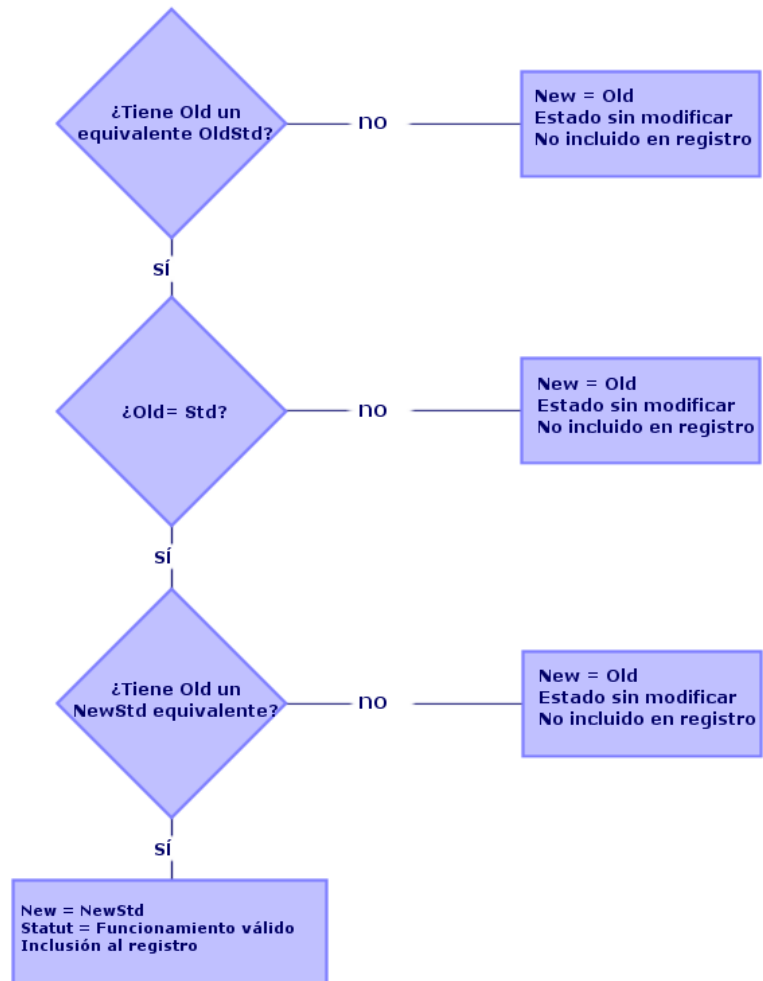 ¿Tiene Old un
equivalente OldStd?
no
New = Old
Estado sin modificar
No incluido en registro
sí
¿Old= Std?
no
New = Old
Estado sin modificar
No incluido en registro
sí
¿Tiene Old un
NewStd equivalente?
no
New = Old
Estado sin modificar
No incluido en registro
sí
New = NewStd
Statut = Funcionamiento válido
Inclusión al registro